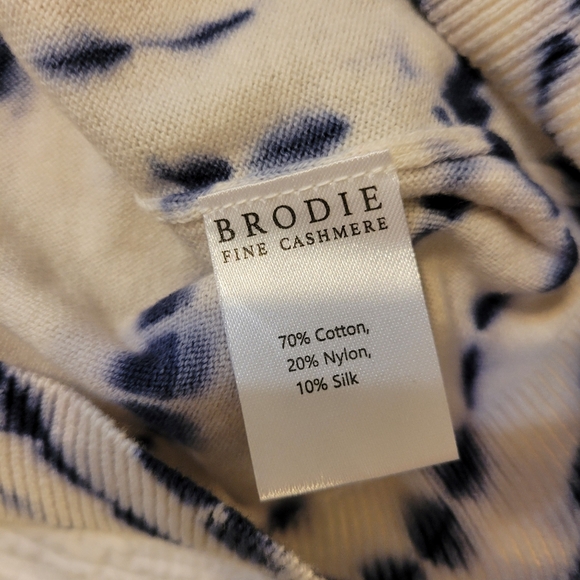 BRODIE
FINE CASHMERE
70% Cotton,
20% Nylon,
10% Silk